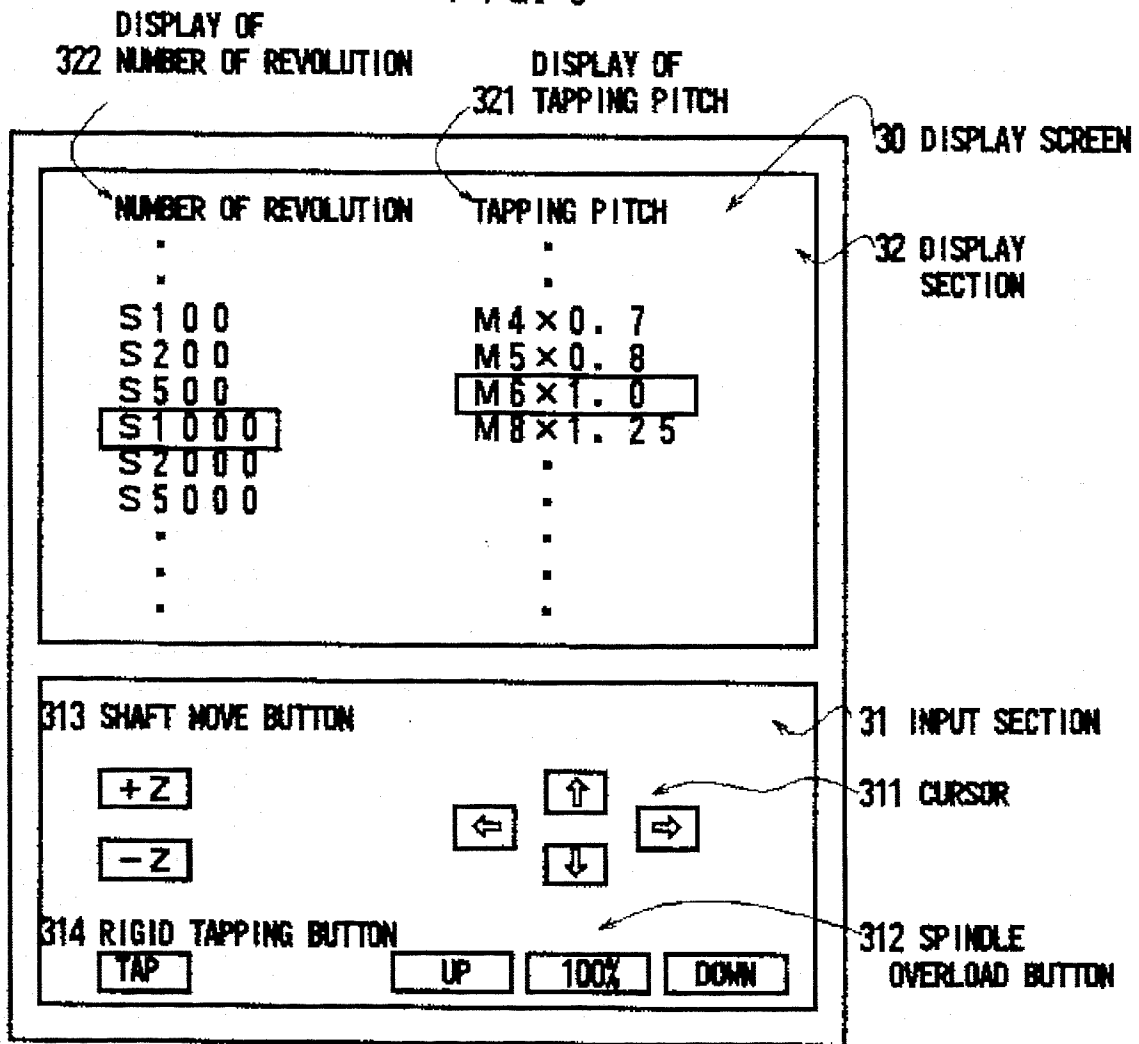 DISPLAY OF
322 NUMBER OF REVOLUTION
DISPLAY OF
321 TAPPING PITCH
30 DISPLAY SCREEN
NUMBER OF REVOLUTION
TAPPING PITCH
32 DISPLAY
SECTION
S100
M4×0.7
S200
M5×0.8
S500
M6×1.0
S1000
M8×1.25
S2000
S5000
313 SHAFT MOVE BUTTON
31 INPUT SECTION
+Z
⇧
311 CURSOR
⇦
⇨
-Z
⇩
314 RIGID TAPPING BUTTON
312 SPINDLE
OVERLOAD BUTTON
TAP
UP
100%
DOWN